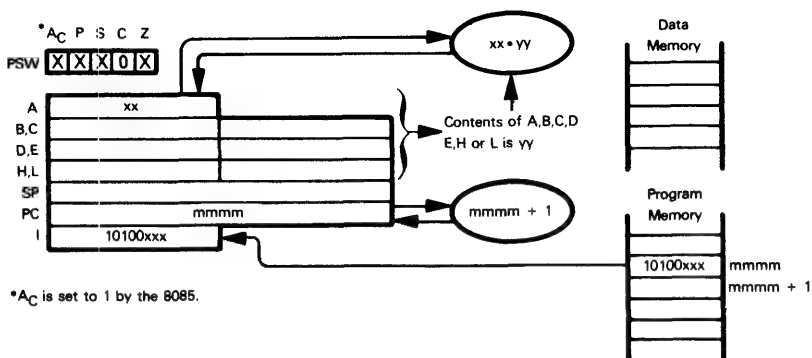 *AC P S C Z
PSW X X X 0 X
A xx
B,C
D,E
H,L
SP
PC mmmm
I 10100xxx
xx • yy
Contents of A,B,C,D
E,H or L is yy
mmmm + 1
Data
Memory
Program
Memory
10100xxx mmmm
mmmm + 1
*AC is set to 1 by the 8085.